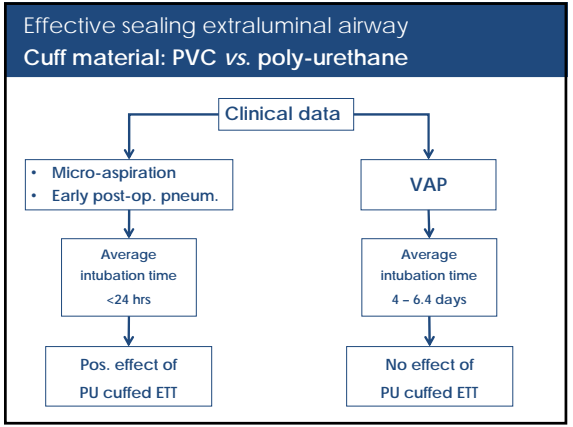 Effective sealing extraluminal airway
Cuff material: PVC vs. poly-urethane
Clinical data
• Micro-aspiration
• Early post-op. pneum.
VAP
Average
intubation time
<24 hrs
Average
intubation time
4 – 6.4 days
Pos. effect of
PU cuffed ETT
No effect of
PU cuffed ETT